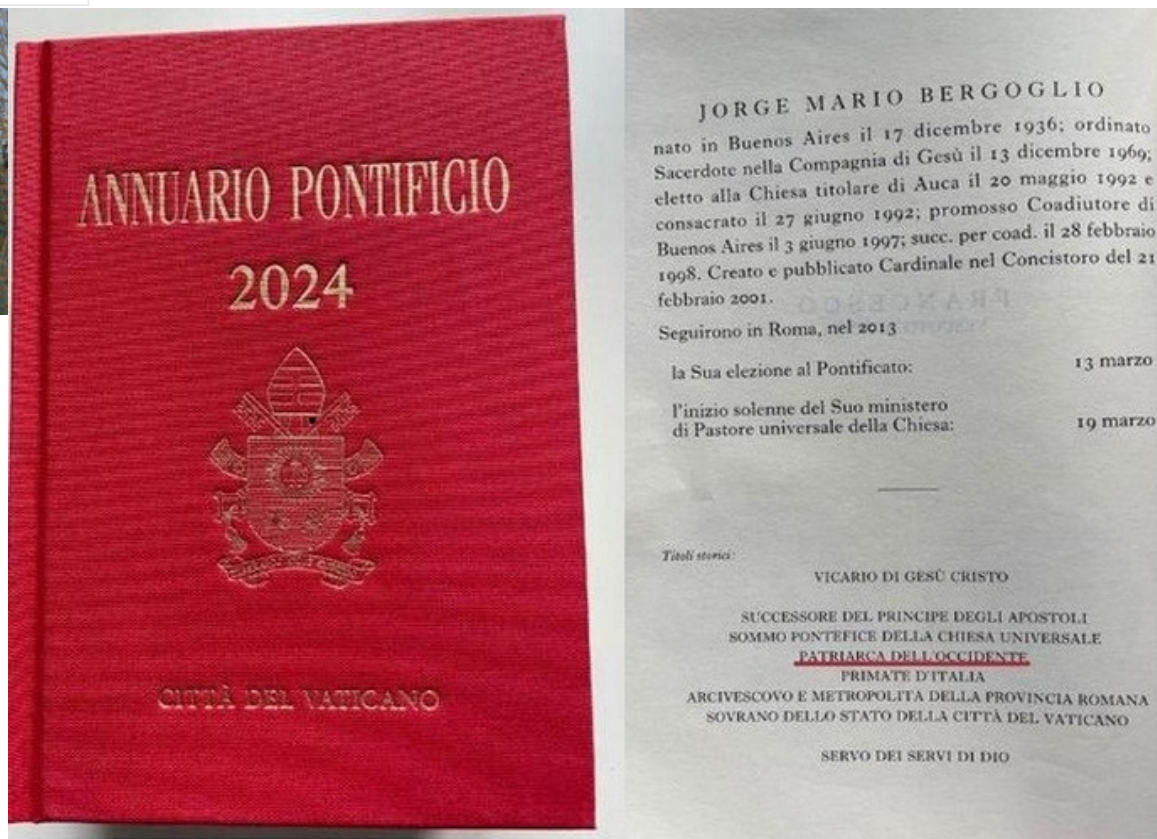 ANNUARIO PONTIFICIO
2024
CITTÀ DEL VATICANO
JORGE MARIO BERGOGLIO
nato in Buenos Aires il 17 dicembre 1936; ordinato
Sacerdote nella Compagnia di Gesù il 13 dicembre 1969;
eletto alla Chiesa titolare di Auca il 20 maggio 1992 e
consacrato il 27 giugno 1992; promosso Coadiutore di
Buenos Aires il 3 giugno 1997; succ. per coad. il 28 febbraio
1998. Creato e pubblicato Cardinale nel Concistoro del 21
febbraio 2001.
Seguirono in Roma, nel 2013
la Sua elezione al Pontificato: 13 marzo
l'inizio solenne del Suo ministero
di Pastore universale della Chiesa: 19 marzo
Titoli storici:
VICARIO DI GESÙ CRISTO
SUCCESSORE DEL PRINCIPE DEGLI APOSTOLI
SOMMO PONTEFICE DELLA CHIESA UNIVERSALE
PATRIARCA DELL'OCCIDENTE
PRIMATE D'ITALIA
ARCIVESCOVO E METROPOLITA DELLA PROVINCIA ROMANA
SOVRANO DELLO STATO DELLA CITTÀ DEL VATICANO
SERVO DEI SERVI DI DIO